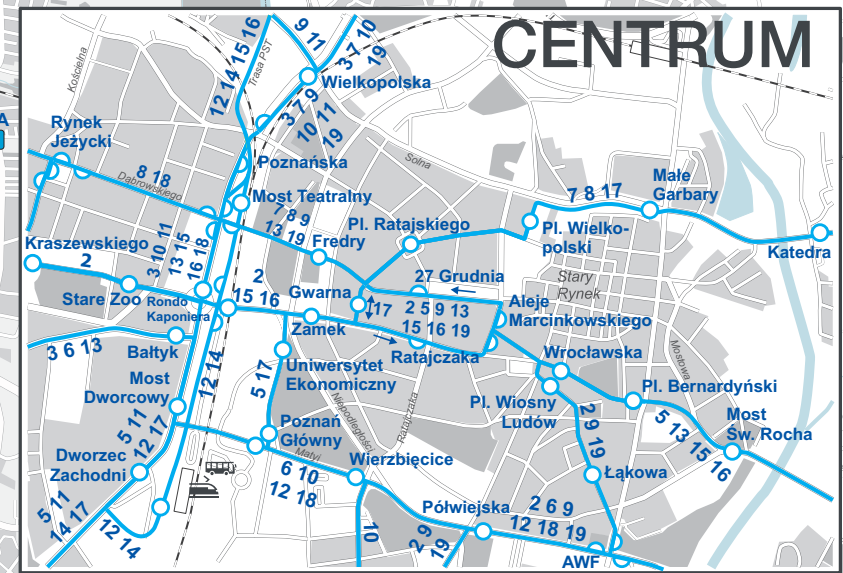 CENTRUM
Kościelna
12 14 15 16
Trasa PST
9 11
3 7 10
19
Wielkopolska
3 7 9
10 11
19
A
Rynek
Jeżycki
8 18
Dąbrowskiego
Poznańska
Solna
Most Teatralny
7 8 9
13 19
Fredry
Pl. Ratajskiego
7 8 17
Małe
Garbary
Pl. Wielko-
polski
Katedra
Kraszewskiego
2
3 10 11
13 15
16 18
Stare Zoo
Rondo
Kaponiera
2
15 16
Gwarna
27 Grudnia
17
2 5 9 13
15 16 19
Stary
Rynek
Aleje
Marcinkowskiego
Zamek
Ratajczaka
3 6 13
Bałtyk
12 14
Most
Dworcowy
5 17
Uniwersytet
Ekonomiczny
Wrocławska
Mostowa
Pl. Wiosny
Ludów
Pl. Bernardyński
5 13 15 16
Most
Św. Rocha
Niepodległości
Ratajczaka
2 9 19
5 11
12 17
Poznań
Główny
Matyi
Dworzec
Zachodni
6 10
12 18
Wierzbięcice
Łąkowa
5 11
14 17
12 14
10
2 9
19
Półwiejska
2 6 9
12 18 19
AWF